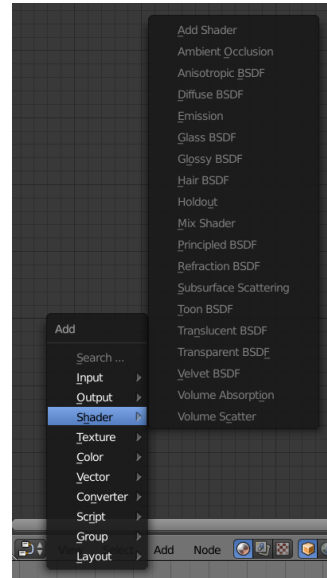 Add Shader
Ambient Occlusion
Anisotropic BSDF
Diffuse BSDF
Emission
Glass BSDF
Glossy BSDF
Hair BSDF
Holdout
Mix Shader
Principled BSDF
Refraction BSDF
Subsurface Scattering
Toon BSDF
Translucent BSDF
Transparent BSDF
Velvet BSDF
Volume Absorption
Volume Scatter
Add
Search ...
Input
Output
Shader
Texture
Color
Vector
Converter
Script
Group
Layout
View Select Add Node